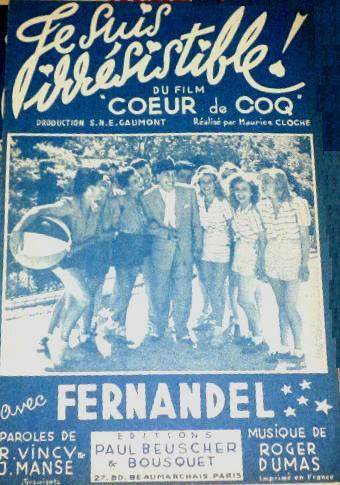 Je suis
irrésistible!
DU FILM
"COEUR de COQ"
PRODUCTION S.N.E. GAUMONT Réalisé par Maurice CLOCHE
avec FERNANDEL
PAROLES DE
R. VINCY &
J. MANSE
EDITIONS
PAUL BEUSCHER
& BOUSQUET
27. BD. BEAUMARCHAIS. PARIS
MUSIQUE DE
ROGER
DUMAS
Imprimé en France